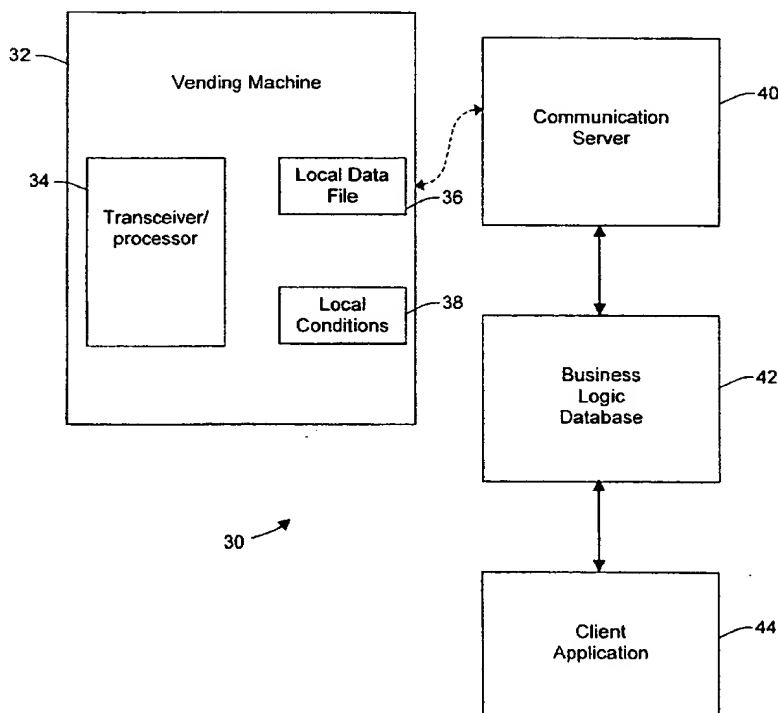 32
Vending Machine
34
Transceiver/
processor
Local Data
File
36
Local
Conditions
38
Communication
Server
40
Business
Logic
Database
42
30
Client
Application
44